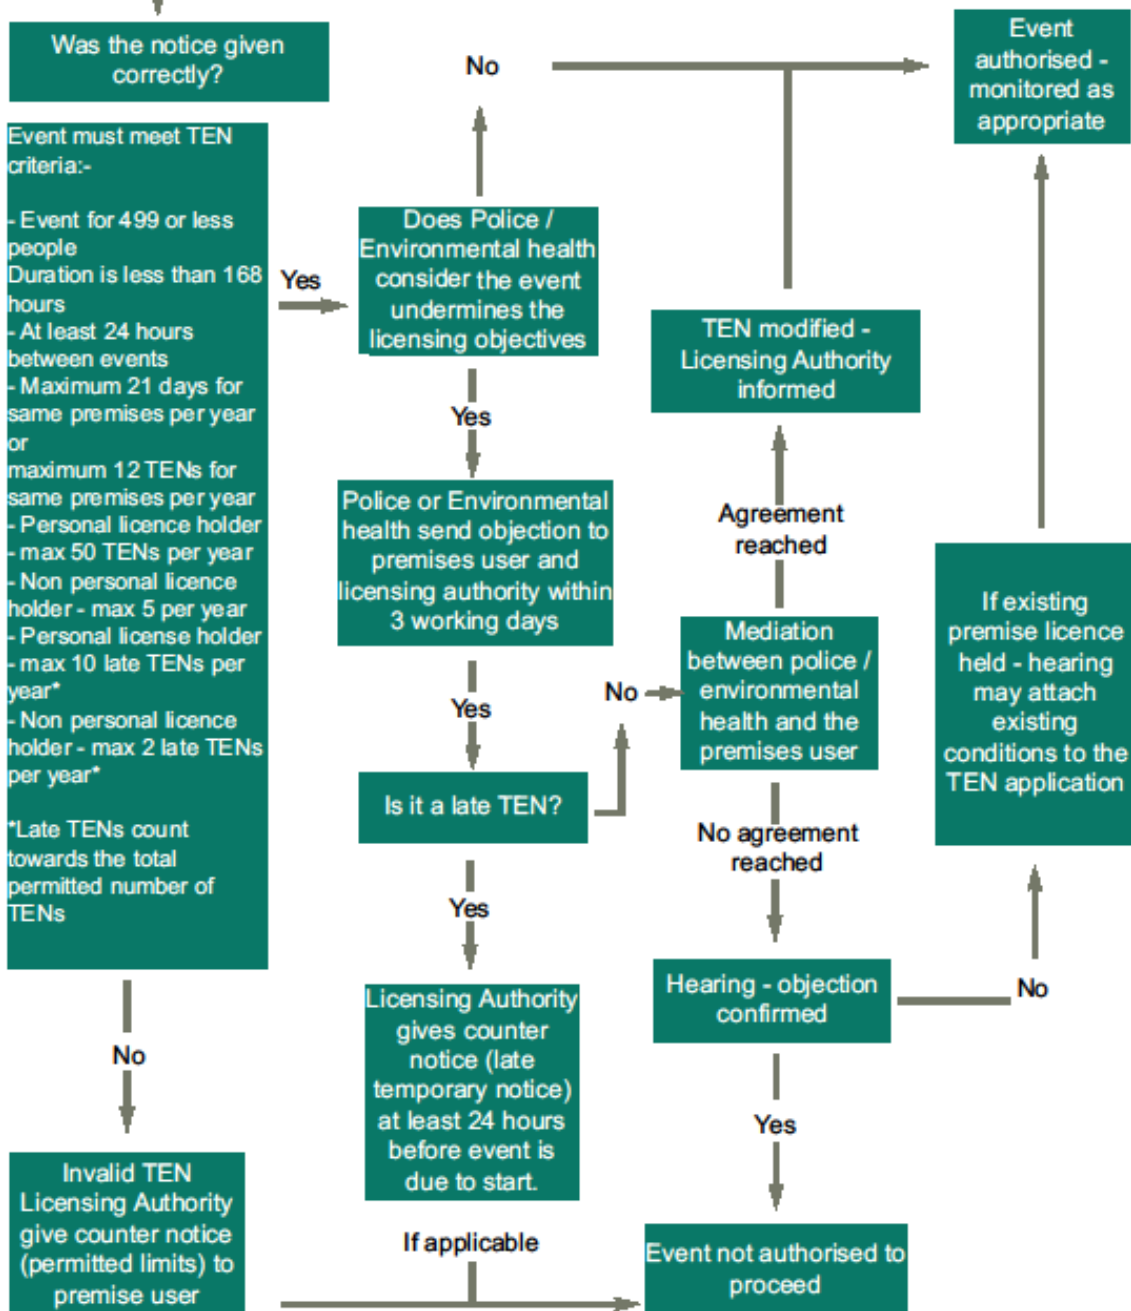 Was the notice given
correctly?
Event must meet TEN
criteria:-
- Event for 499 or less
people
Duration is less than 168
hours
- At least 24 hours
between events
- Maximum 21 days for
same premises per year
or
maximum 12 TENs for
same premises per year
- Personal licence holder
- max 50 TENs per year
- Non personal licence
holder - max 5 per year
- Personal license holder
- max 10 late TENs per
year*
- Non personal licence
holder - max 2 late TENs
per year*
*Late TENs count
towards the total
permitted number of
TENs
No
Invalid TEN
Licensing Authority
give counter notice
(permitted limits) to
premise user
Yes
No
Does Police /
Environmental health
consider the event
undermines the
licensing objectives
Yes
Police or Environmental
health send objection to
premises user and
licensing authority within
3 working days
Yes
Is it a late TEN?
No
Yes
Licensing Authority
gives counter
notice (late
temporary notice)
at least 24 hours
before event is
due to start.
If applicable
TEN modified -
Licensing Authority
informed
Agreement
reached
Mediation
between police /
environmental
health and the
premises user
No agreement
reached
Hearing - objection
confirmed
Yes
Event not authorised to
proceed
No
If existing
premise licence
held - hearing
may attach
existing
conditions to the
TEN application
Event
authorised -
monitored as
appropriate